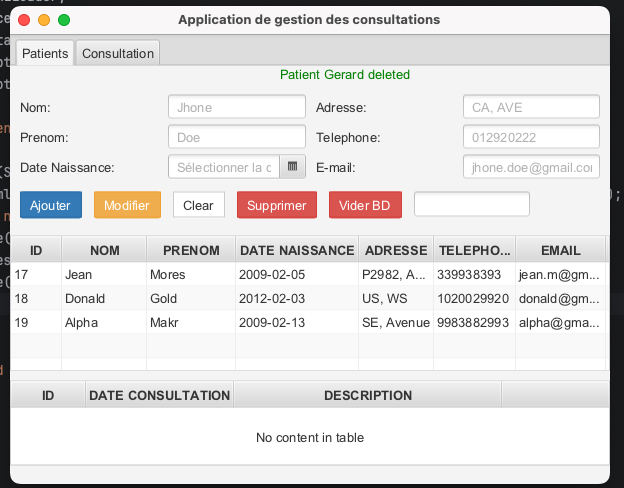 Application de gestion des consultations
Patients Consultation
Patient Gerard deleted
Nom: Jhone Adresse: CA, AVE
Prenom: Doe Telephone: 012920222
Date Naissance: Sélectionner la E-mail: jhone.doe@gmail.co
Ajouter Modifier Clear Supprimer Vider BD
ID NOM PRENOM DATE NAISSANCE ADRESSE TELEPHO... EMAIL
17 Jean Mores 2009-02-05 P2982, A... 339938393 jean.m@gm...
18 Donald Gold 2012-02-03 US, WS 1020029920 donald@gm...
19 Alpha Makr 2009-02-13 SE, Avenue 9983882993 alpha@gma...
ID DATE CONSULTATION DESCRIPTION
No content in table